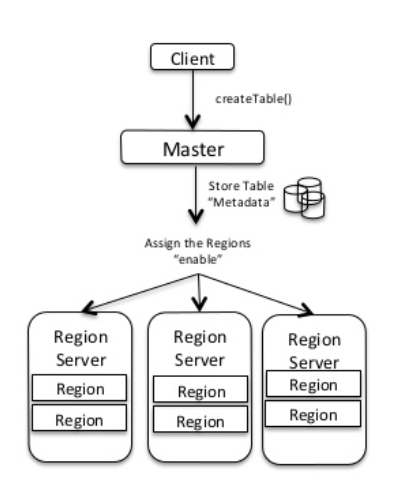 Client
createTable()
Master
Store Table
“Metadata”
Assign the Regions
“enable”
Region
Server
Region
Region
Region
Server
Region
Region
Region
Server
Region
Region